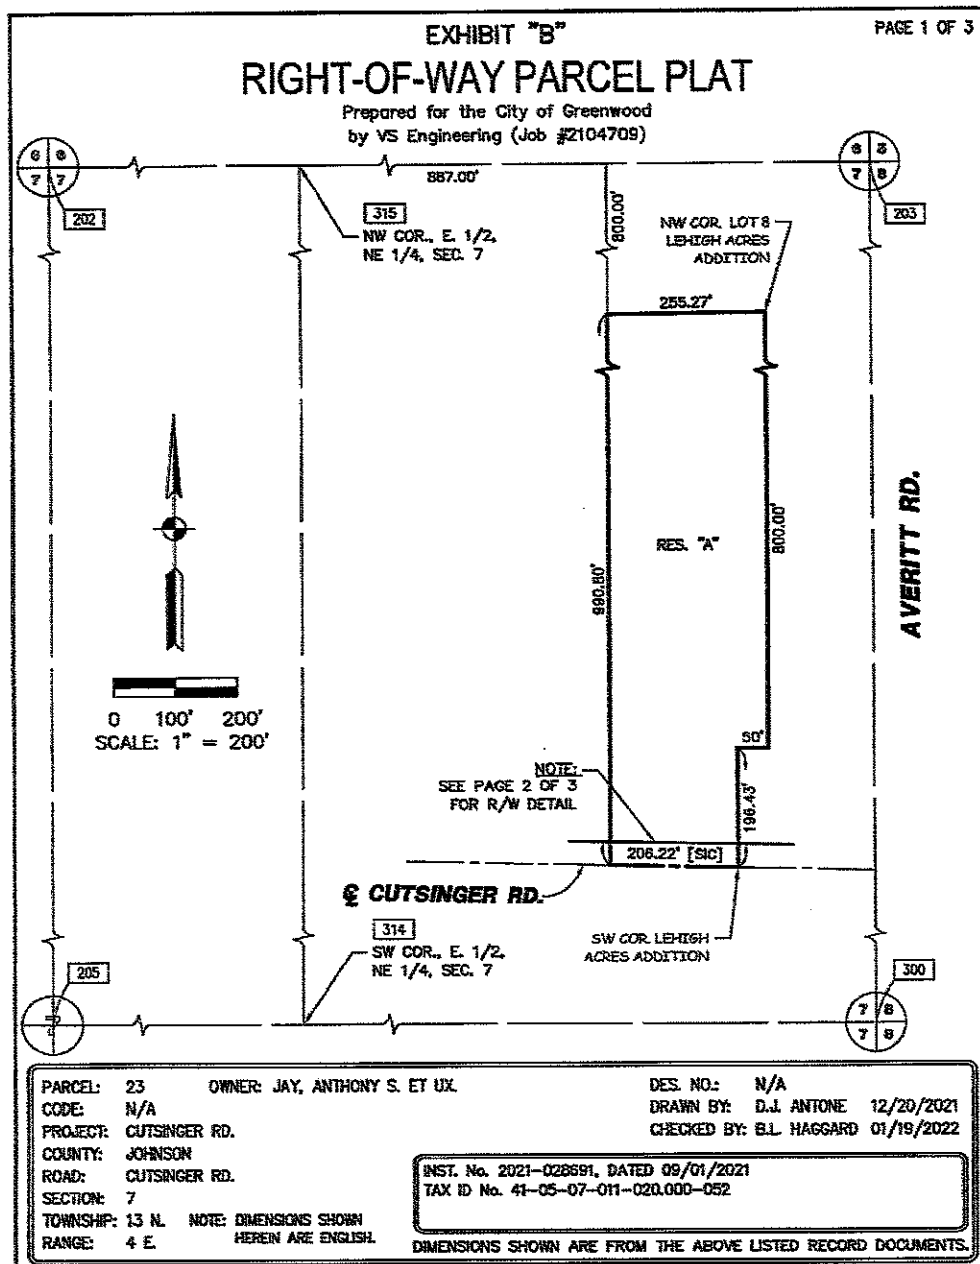 EXHIBIT "B"
PAGE 1 OF 3
RIGHT-OF-WAY PARCEL PLAT
Prepared for the City of Greenwood
by VS Engineering (Job #2104709)
6 6
7 7
202
887.00'
315
NW COR., E. 1/2,
NE 1/4, SEC. 7
800.00'
6 5
7 8
203
NW COR. LOT 8
LEHIGH ACRES
ADDITION
255.27'
990.80'
RES. "A"
800.00'
AVERITT RD.
0 100' 200'
SCALE: 1" = 200'
50'
196.43'
NOTE:
SEE PAGE 2 OF 3
FOR R/W DETAIL
206.22' [SIC]
℄ CUTSINGER RD.
314
SW COR., E. 1/2,
NE 1/4, SEC. 7
SW COR. LEHIGH
ACRES ADDITION
205
300
7 8
7 8
PARCEL: 23 OWNER: JAY, ANTHONY S. ET UX.
CODE: N/A
PROJECT: CUTSINGER RD.
COUNTY: JOHNSON
ROAD: CUTSINGER RD.
SECTION: 7
TOWNSHIP: 13 N.
RANGE: 4 E.
NOTE: DIMENSIONS SHOWN
HEREIN ARE ENGLISH.
DES. NO.: N/A
DRAWN BY: D.J. ANTONE 12/20/2021
CHECKED BY: B.L. HAGGARD 01/19/2022
INST. No. 2021-028691, DATED 09/01/2021
TAX ID No. 41-05-07-011-020.000-052
DIMENSIONS SHOWN ARE FROM THE ABOVE LISTED RECORD DOCUMENTS.